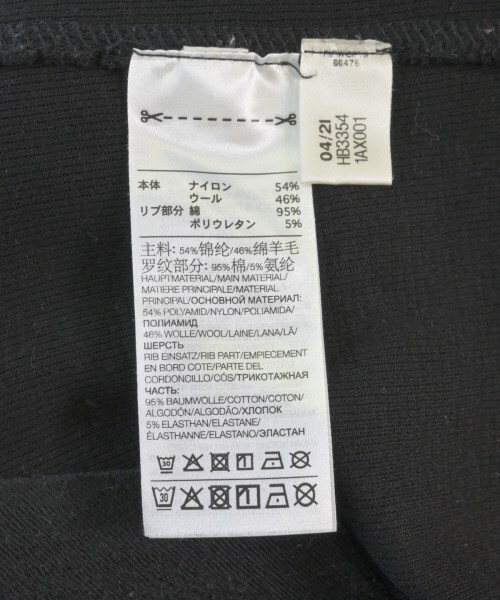 66476
04/21
HB3354
1AX001
本体 ナイロン 54%
ウール 46%
リブ部分 綿 95%
ポリウレタン 5%
主料: 54%锦纶/46%绵羊毛
罗纹部分: 95%棉/5%氨纶
HAUPTMATERIAL/MAIN MATERIAL/
MATIERE PRINCIPALE/MATERIAL
PRINCIPAL/ОСНОВНОЙ МАТЕРИАЛ:
54% POLYAMID/NYLON/POLIAMIDA/
ПОЛИАМИД
46% WOLLE/WOOL/LAINE/LANA/LÃ/
ШЕРСТЬ
RIB EINSATZ/RIB PART/EMPIECEMENT
EN BORD COTE/PARTE DEL
CORDONCILLO/CÓS/ТРИКОТАЖНАЯ
ЧАСТЬ:
95% BAUMWOLLE/COTTON/COTON/
ALGODÓN/ALGODÃO/ХЛОПОК
5% ELASTHAN/ELASTANE/
ÉLASTHANNE/ELASTANO/ЭЛАСТАН
30
30